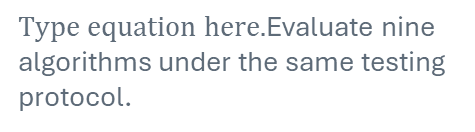 Type equation here.Evaluate nine
algorithms under the same testing
protocol.